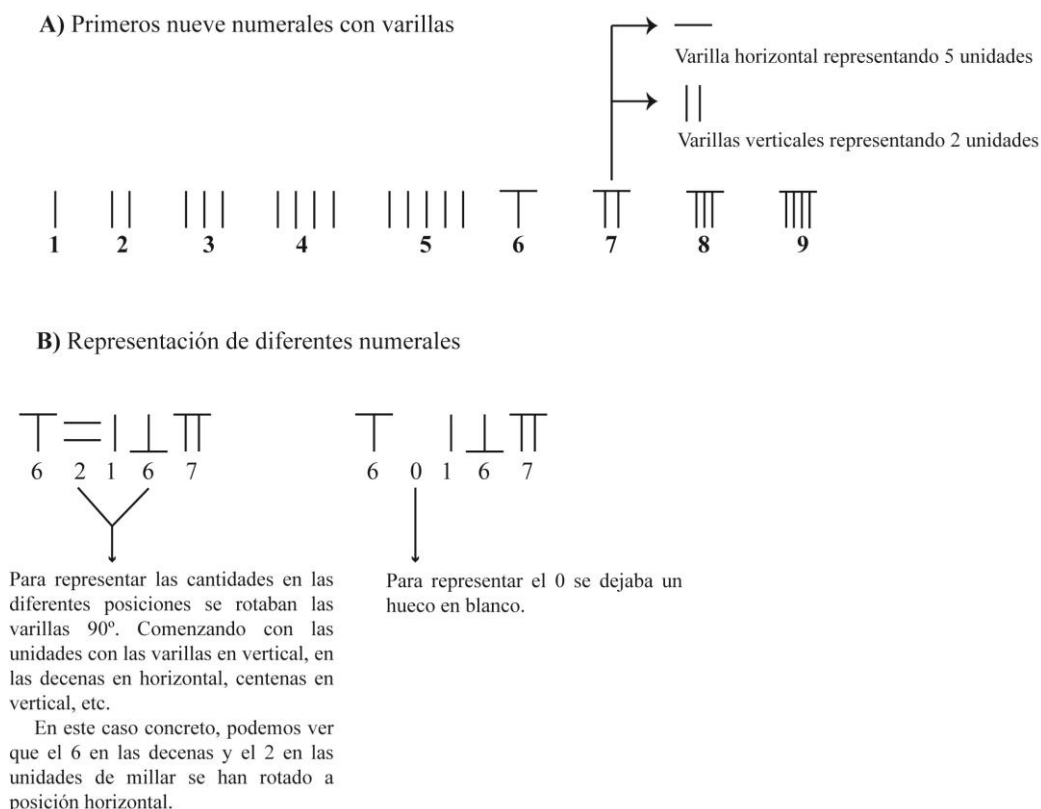 A) Primeros nueve numerales con varillas
Varilla horizontal representando 5 unidades
Varillas verticales representando 2 unidades
1 2 3 4 5 6 7 8 9
B) Representación de diferentes numerales
6 2 1 6 7
6 0 1 6 7
Para representar las cantidades en las
diferentes posiciones se rotaban las
varillas 90º. Comenzando con las
unidades con las varillas en vertical, en
las decenas en horizontal, centenas en
vertical, etc.
En este caso concreto, podemos ver
que el 6 en las decenas y el 2 en las
unidades de millar se han rotado a
posición horizontal.
Para representar el 0 se dejaba un
hueco en blanco.